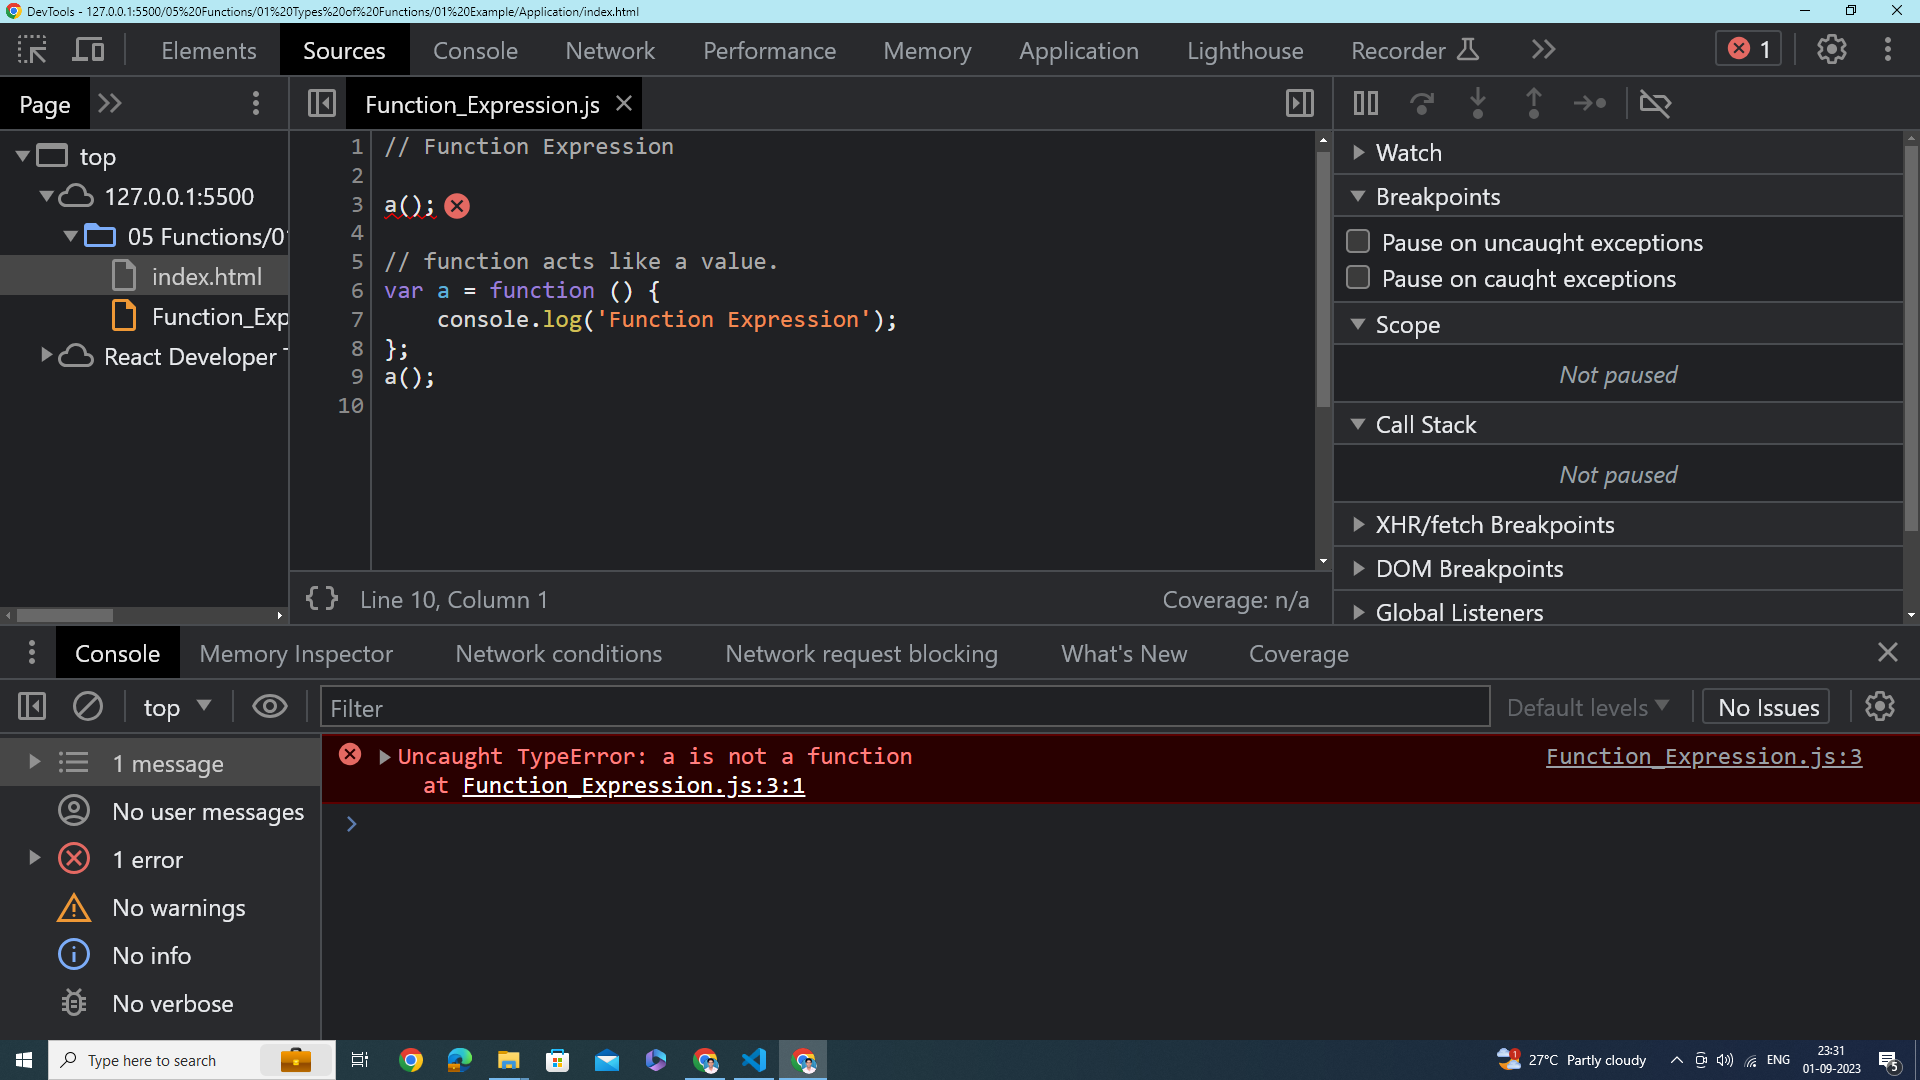 DevTools - 127.0.0.1:5500/05%20Functions/01%20Types%20of%20Functions/01%20Example/Application/index.html
Elements Sources Console Network Performance Memory Application Lighthouse Recorder 1
Page
Function_Expression.js
top
127.0.0.1:5500
05 Functions/0
index.html
Function_Exp
React Developer
1 // Function Expression
2
3 a();
4
5 // function acts like a value.
6 var a = function () {
7 console.log('Function Expression');
8 };
9 a();
10
{} Line 10, Column 1 Coverage: n/a
Watch
Breakpoints
Pause on uncaught exceptions
Pause on caught exceptions
Scope
Not paused
Call Stack
Not paused
XHR/fetch Breakpoints
DOM Breakpoints
Global Listeners
Console Memory Inspector Network conditions Network request blocking What's New Coverage
top Filter Default levels No Issues
1 message
No user messages
1 error
No warnings
No info
No verbose
Uncaught TypeError: a is not a function Function_Expression.js:3
at Function_Expression.js:3:1
Type here to search
1 27°C Partly cloudy ENG
23:31
01-09-2023
5